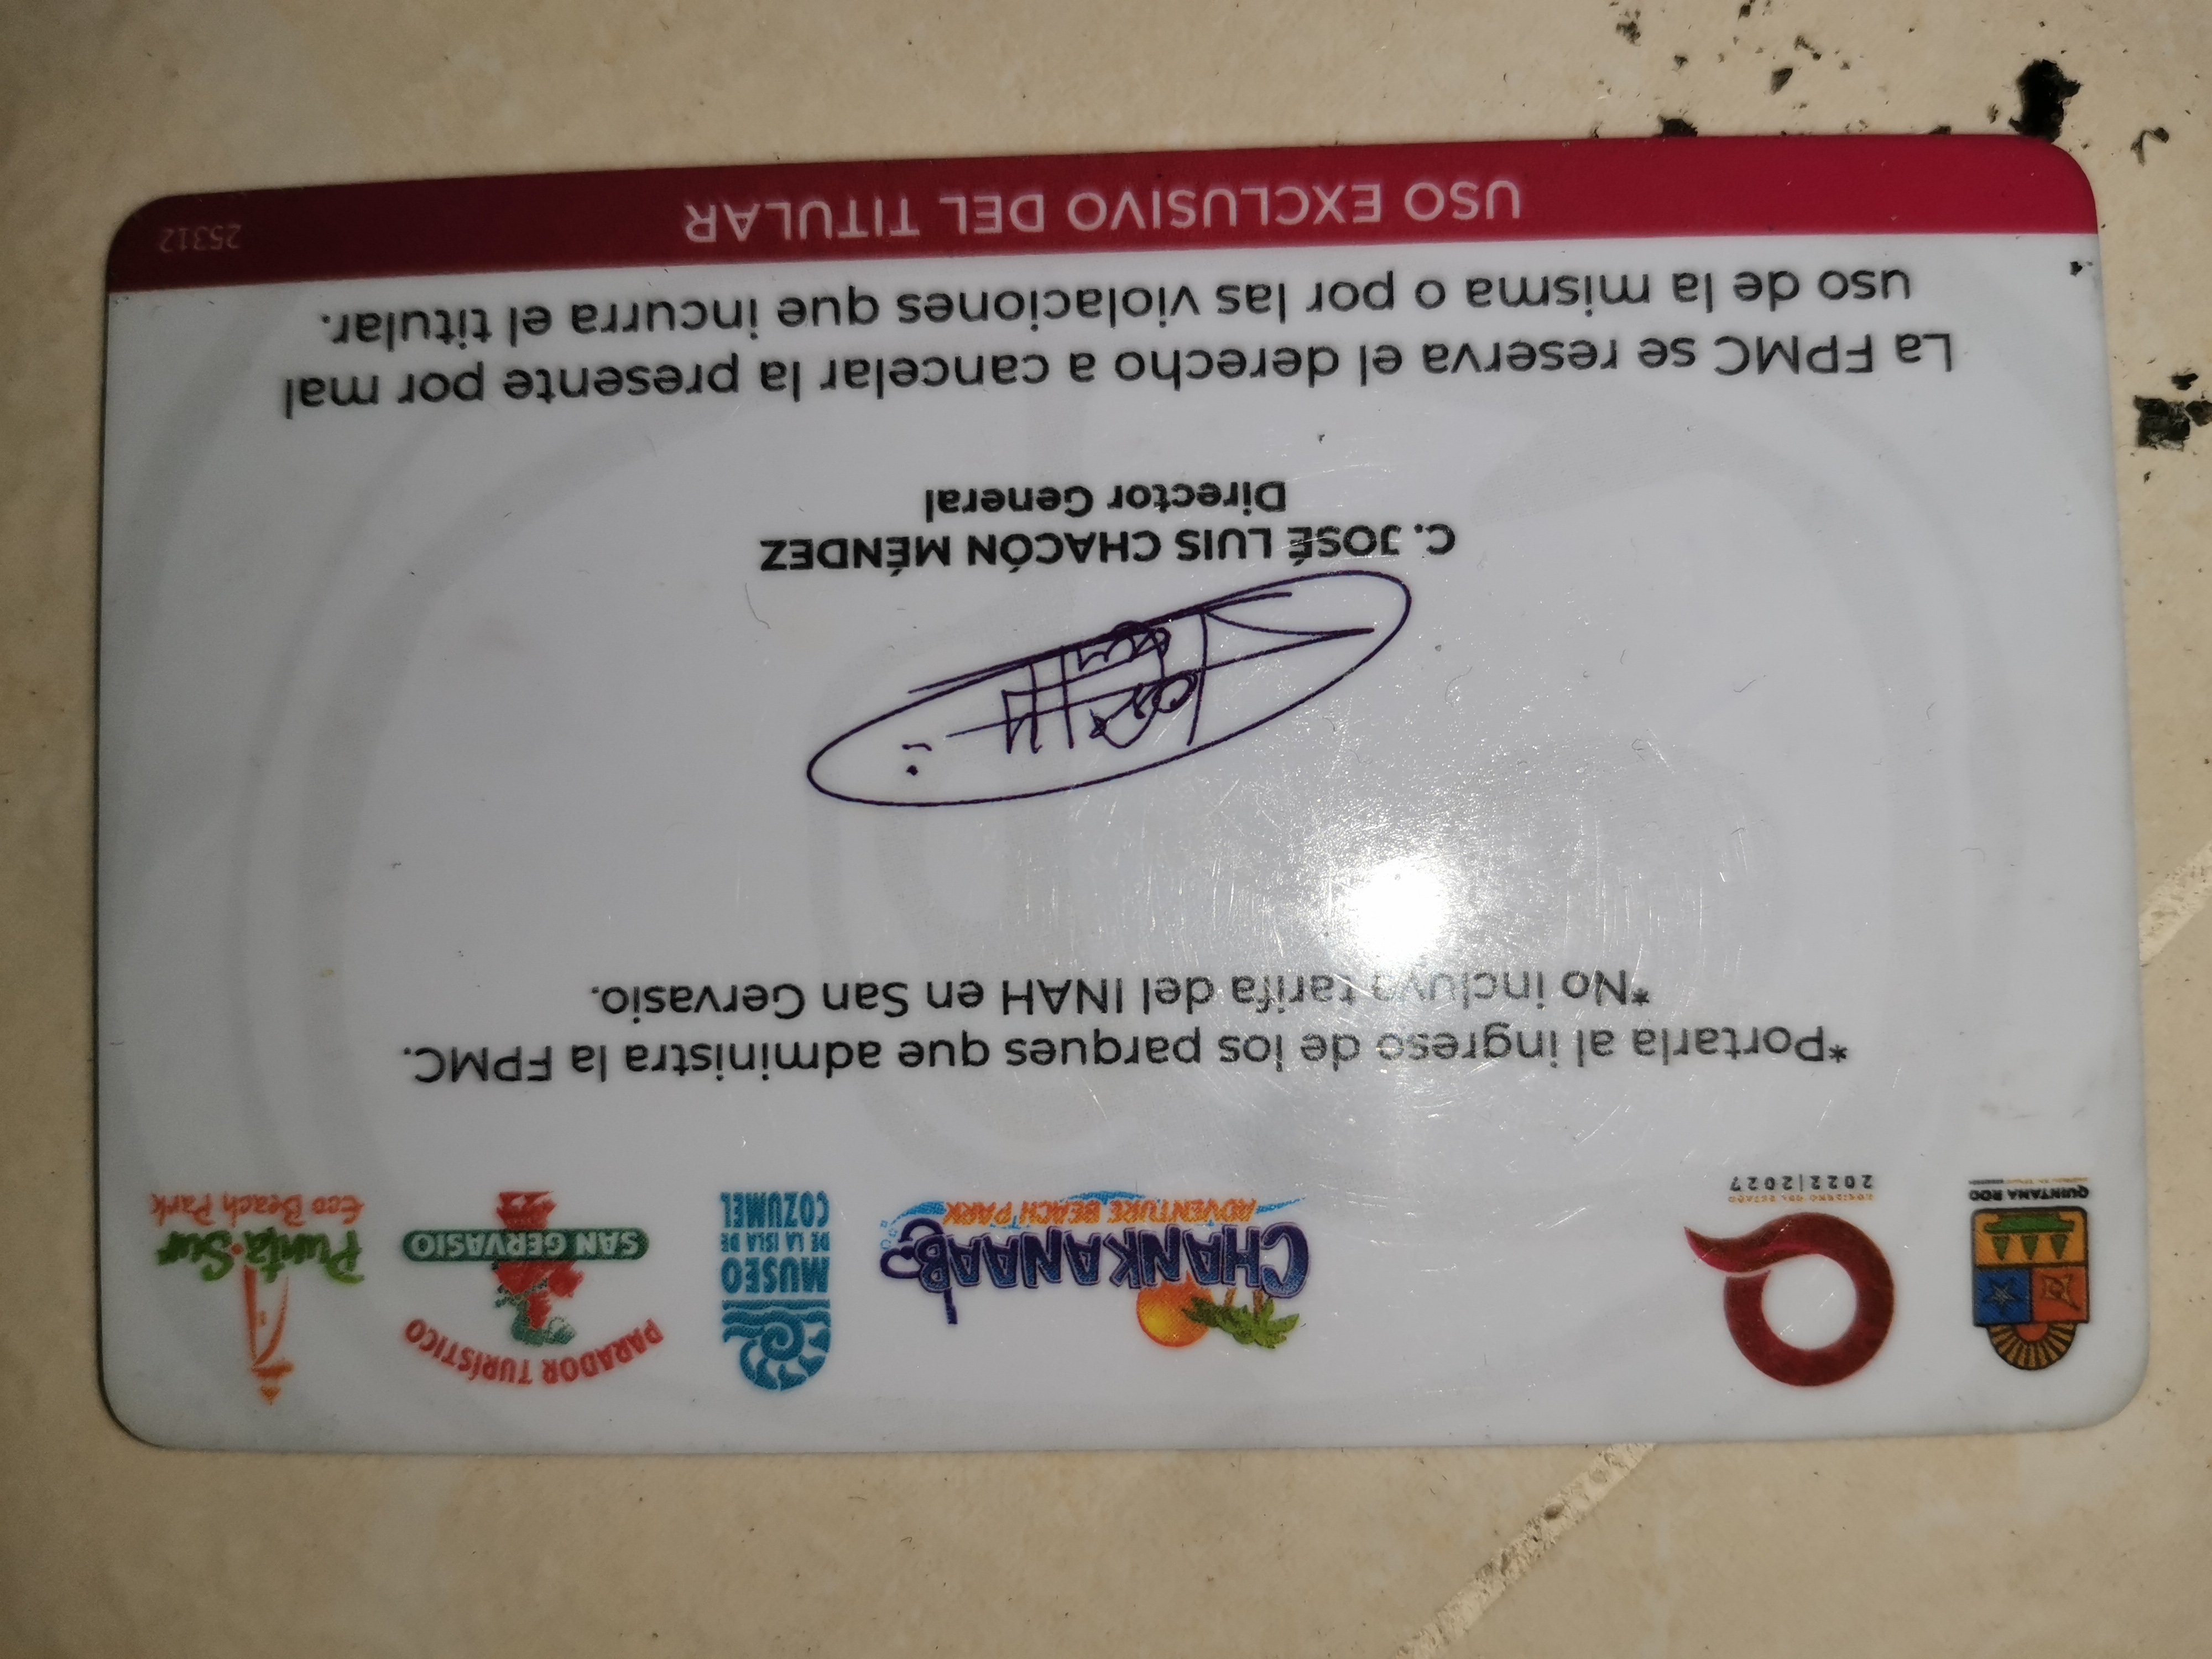 QUINTANA ROO
GOBIERNO DEL ESTADO
2022|2027
CHANKANAAB
ADVENTURE BEACH PARK
MUSEO
DE LA ISLA DE
COZUMEL
PARADOR TURÍSTICO
SAN GERVASIO
Punta Sur
Eco Beach Park
*Portarla al ingreso de los parques que administra la FPMC.
*No incluye tarifa del INAH en San Gervasio.
C. JOSÉ LUIS CHACÓN MÉNDEZ
Director General
La FPMC se reserva el derecho a cancelar la presente por mal
uso de la misma o por las violaciones que incurra el titular.
USO EXCLUSIVO DEL TITULAR
25312